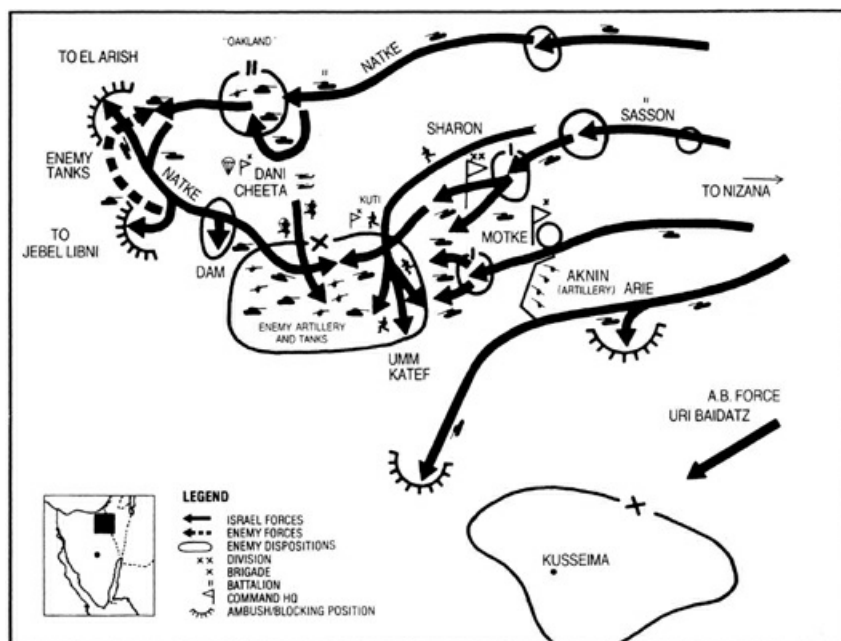 TO EL ARISH
"OAKLAND"
NATKE
SHARON
SASSON
ENEMY
TANKS
NATKE
DANI
CHEETA
KUTI
TO NIZANA
MOTKE
TO
JEBEL LIBNI
DAM
AKNIN
(ARTILLERY)
ARIE
ENEMY ARTILLERY
AND TANKS
UMM
KATEF
A.B. FORCE
URI BAIDATZ
KUSSEIMA
LEGEND
ISRAEL FORCES
ENEMY FORCES
ENEMY DISPOSITIONS
×× DIVISION
× BRIGADE
II BATTALION
COMMAND HQ
AMBUSH/BLOCKING POSITION